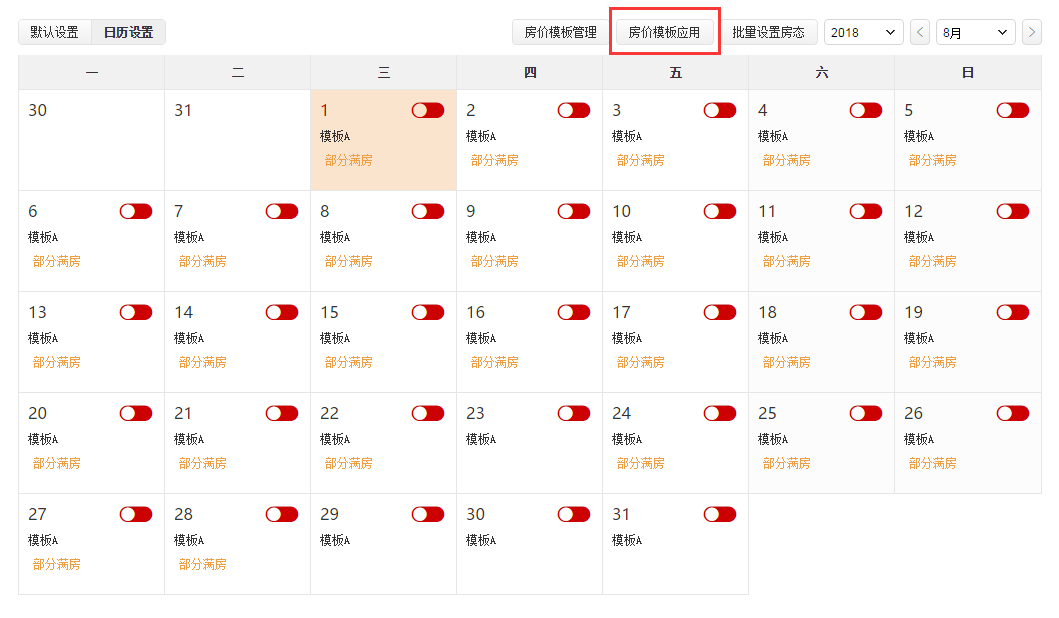 默认设置 日历设置 房价模板管理 房价模板应用 批量设置房态 2018 8月
一 二 三 四 五 六 日
30 31 1 2 3 4 5
模板A 模板A 模板A 模板A 模板A
部分满房 部分满房 部分满房 部分满房 部分满房
6 7 8 9 10 11 12
模板A 模板A 模板A 模板A 模板A 模板A 模板A
部分满房 部分满房 部分满房 部分满房 部分满房 部分满房 部分满房
13 14 15 16 17 18 19
模板A 模板A 模板A 模板A 模板A 模板A 模板A
部分满房 部分满房 部分满房 部分满房 部分满房 部分满房 部分满房
20 21 22 23 24 25 26
模板A 模板A 模板A 模板A 模板A 模板A 模板A
部分满房 部分满房 部分满房 部分满房 部分满房 部分满房
27 28 29 30 31
模板A 模板A 模板A 模板A 模板A
部分满房 部分满房